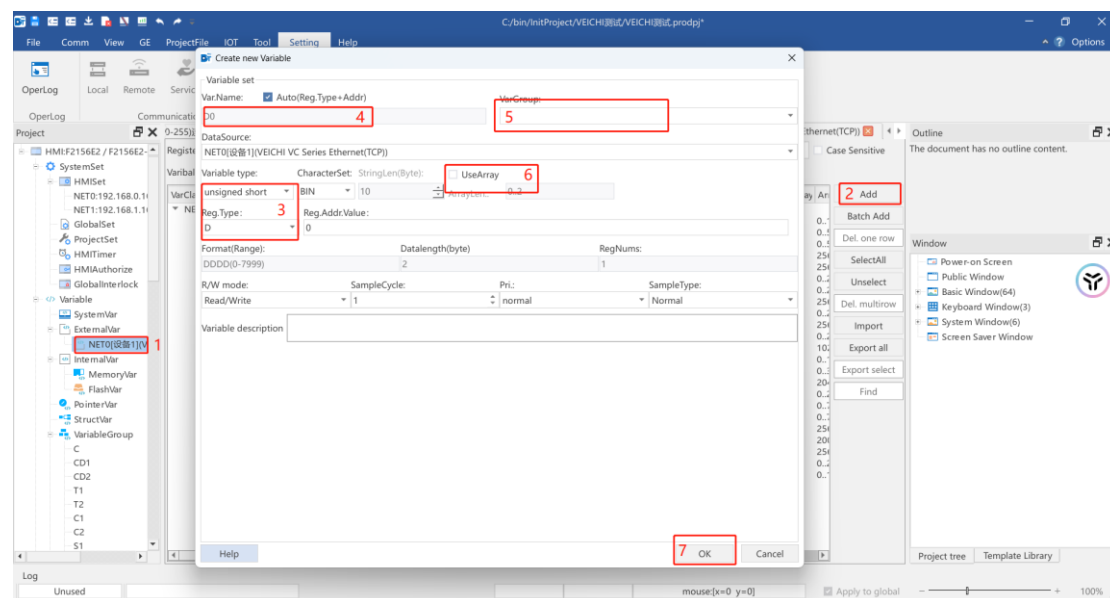 C:/bin/InitProject/VEICHI测试/VEICHI测试.prodpj*
File Comm View GE ProjectFile IOT Tool Setting Help
Options
OperLog Local Remote
OperLog
Create new Variable
Variable set
Var.Name: Auto(Reg.Type+Addr)
VarGroup:
D0
4
5
DataSource:
NET0[设备1](VEICHI VC Series Ethernet(TCP))
Variable type: CharacterSet: StringLen(Byte): UseArray
6
unsigned short BIN 10 ArrayLen: 0..2
Reg.Type: 3 Reg.Addr.Value:
D 0
Format(Range): Datalength(byte) RegNums:
DDDD(0-7999) 2 1
R/W mode: SampleCycle: Pri.: SampleType:
Read/Write 1 normal Normal
Variable description
Help
7 OK
Cancel
Project
HMI:F2156E2 / F2156E2-
SystemSet
HMISet
NET0:192.168.0.1
NET1:192.168.1.1
GlobalSet
ProjectSet
HMITimer
HMIAuthorize
GlobalInterlock
Variable
SystemVar
ExternalVar
NET0[设备1](V
1
InternalVar
MemoryVar
FlashVar
PointerVar
StructVar
VariableGroup
C
CD1
CD2
T1
T2
C1
C2
S1
thernet(TCP))
Case Sensitive
2 Add
Batch Add
Del. one row
SelectAll
Unselect
Del. multirow
Import
Export all
Export select
Find
Outline
The document has no outline content.
Window
Power-on Screen
Public Window
Basic Window(64)
Keyboard Window(3)
System Window(6)
Screen Saver Window
Project tree Template Library
Log
Unused
mouse:[x=0 y=0]
Apply to global
100%